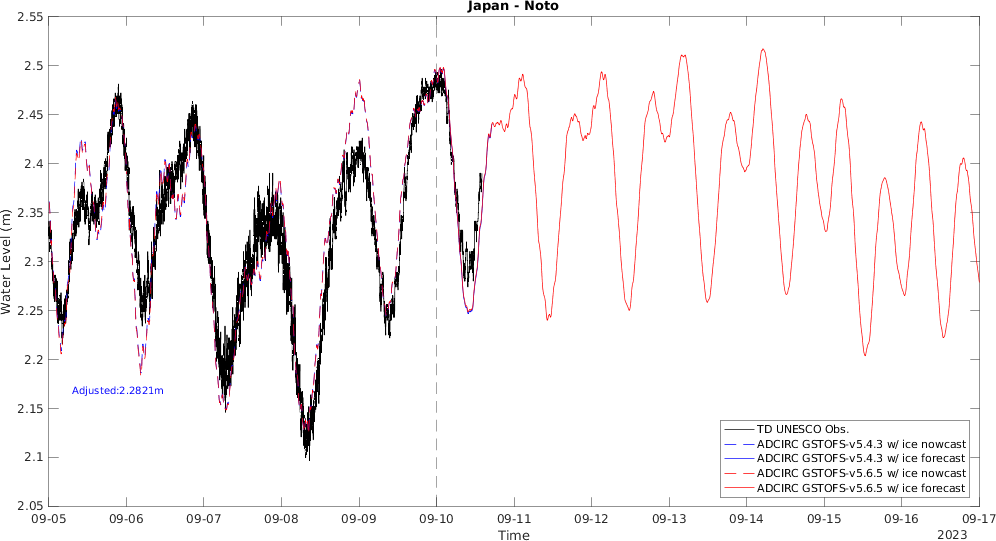 Japan - Noto
2.55
2.5
2.45
2.4
2.35
2.3
2.25
2.2
2.15
2.1
2.05
Water Level (m)
Adjusted:2.2821m
TD UNESCO Obs.
ADCIRC GSTOFS-v5.4.3 w/ ice nowcast
ADCIRC GSTOFS-v5.4.3 w/ ice forecast
ADCIRC GSTOFS-v5.6.5 w/ ice nowcast
ADCIRC GSTOFS-v5.6.5 w/ ice forecast
09-05 09-06 09-07 09-08 09-09 09-10 09-11 09-12 09-13 09-14 09-15 09-16 09-17
Time
2023